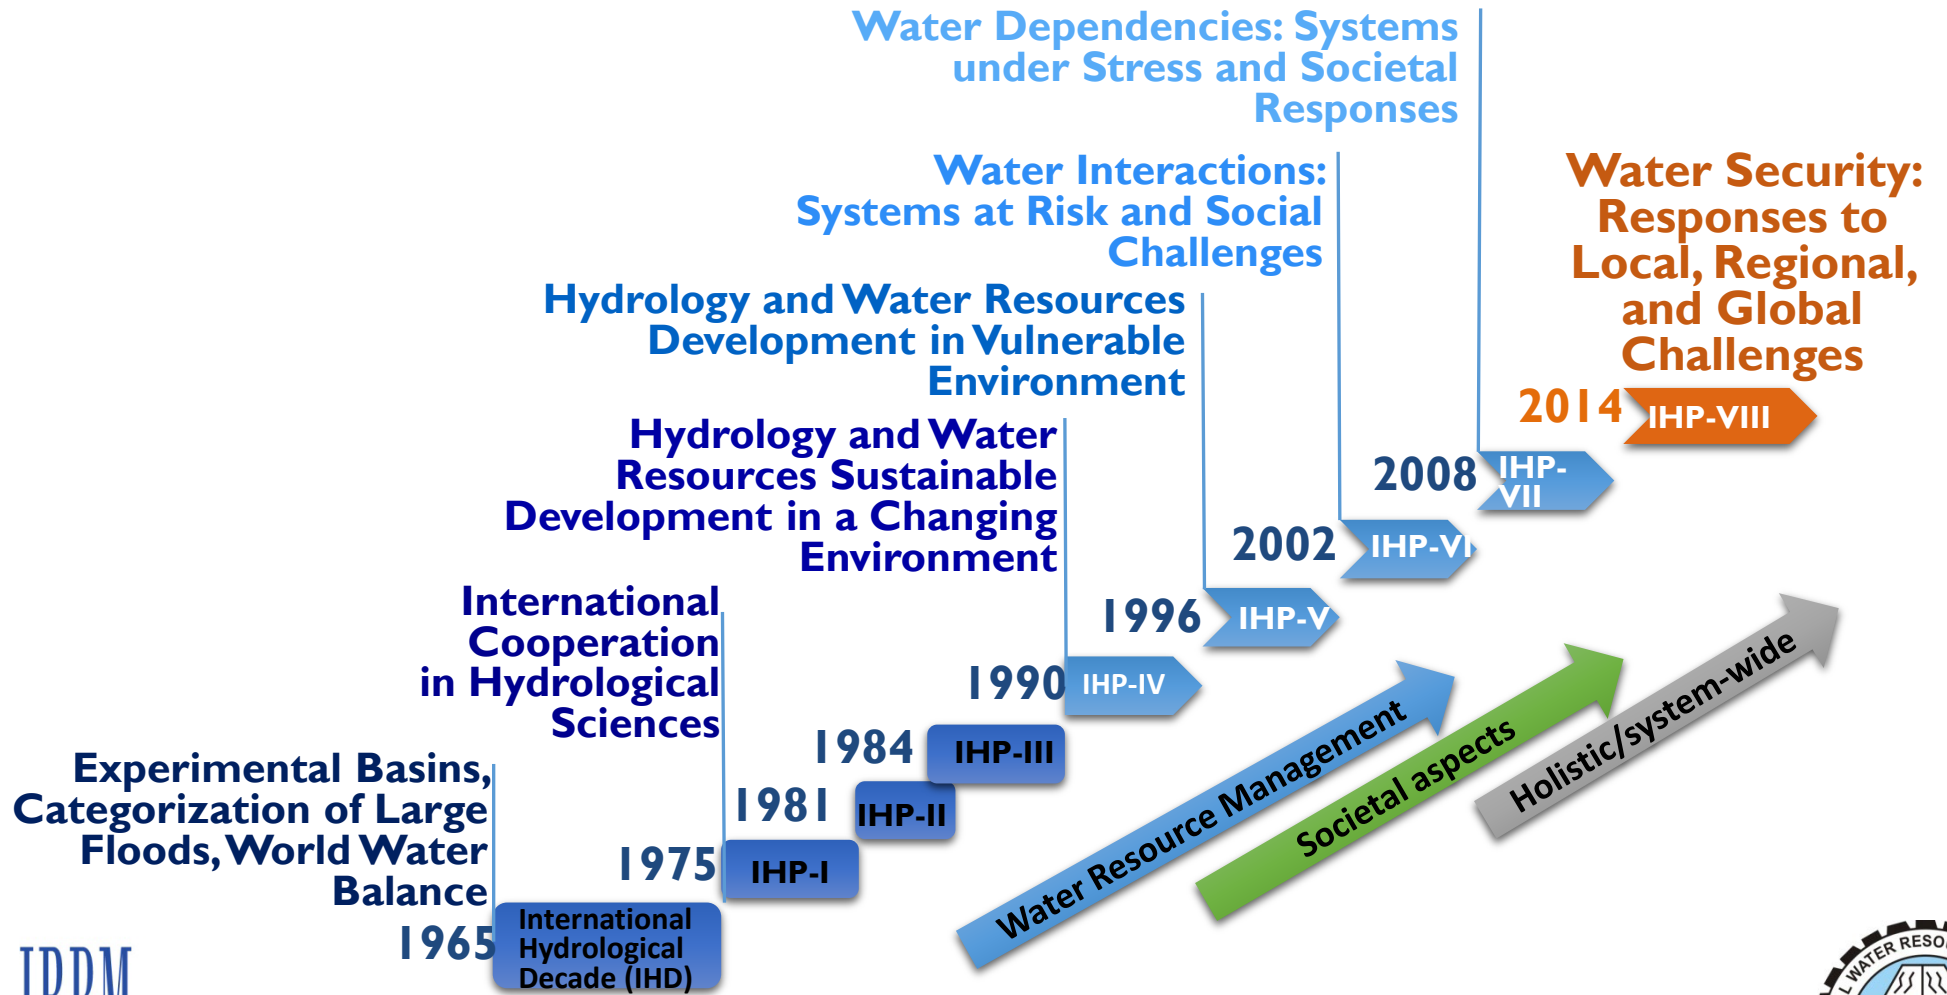 Water Dependencies: Systems
under Stress and Societal
Responses
Water Interactions:
Systems at Risk and Social
Challenges
Water Security:
Responses to
Local, Regional,
and Global
Challenges
Hydrology and Water Resources
Development in Vulnerable
Environment
2014
IHP-VIII
Hydrology and Water
Resources Sustainable
Development in a Changing
Environment
2008
IHP-
VII
2002
IHP-VI
International
Cooperation
in Hydrological
Sciences
1996
IHP-V
1990
IHP-IV
1984
IHP-III
Experimental Basins,
Categorization of Large
Floods, World Water
Balance
1981
IHP-II
1975
IHP-I
1965
International
Hydrological
Decade (IHD)
Water Resource Management
Societal aspects
Holistic/system-wide
WATER RESO